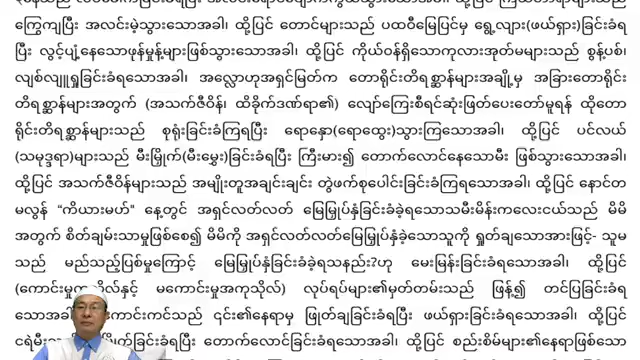 ကြွေကျပြီး အလင်းမဲ့သွားသောအခါ၊ ထို့ပြင် တောင်များသည် ပထဝီမြေပြင်မှ ရွေ့လျား(ဖယ်ရှား)ခြင်းခံရ
ပြီး လွင့်ပျံ့နေသောဖုန်မှုန့်များဖြစ်သွားသောအခါ၊ ထို့ပြင် ကိုယ်ဝန်ရှိသောကုလားအုတ်မများသည် စွန့်ပစ်၊
လျစ်လျူရှုခြင်းခံရသောအခါ၊ အလ္လောဟ်အရှင်မြတ်က တောရိုင်းတိရစ္ဆာန်အချို့မှ အခြားတောရိုင်း
တိရစ္ဆာန်များအတွက် (အသက်ဇီဝိန်၊ ထိခိုက်ဒဏ်ရာ၏) လျော်ကြေးစီရင်ဆုံးဖြတ်ပေးတော်မူရန် ထိုတော
ရိုင်းတိရစ္ဆာန်များသည် စုရုံးခြင်းခံကြရပြီး ရောနှော(ရောထွေး)သွားကြသောအခါ၊ ထို့ပြင် ပင်လယ်
(သမုဒ္ဒရာ)များသည် မီးမြှိုက်(မီးမွှေး)ခြင်းခံရပြီး ကြီးမား၍ တောက်လောင်နေသောမီး ဖြစ်သွားသောအခါ၊
ထို့ပြင် အသက်ဇီဝိန်များသည် အမျိုးတူအချင်းချင်း တွဲဖက်စုပေါင်းခြင်းခံကြရသောအခါ၊ ထို့ပြင် နောင်တ
မလွန် “ကိယာမဟ်” နေ့တွင် အရှင်လတ်လတ် မြေမြှုပ်နှံခြင်းခံခဲ့ရသောသမီးမိန်းကလေးငယ်သည် မိမိ
အတွက် စိတ်ချမ်းသာမှုဖြစ်စေ၍ မိမိကို အရှင်လတ်လတ်မြေမြှုပ်နှံခဲ့သောသူကို ရှုတ်ချသောအားဖြင့်- သူမ
သည် မည်သည့်ပြစ်မှုကြောင့် မြေမြှုပ်နှံခြင်းခံခဲ့ရသနည်း?ဟု မေးမြန်းခြင်းခံရသောအခါ၊ ထို့ပြင်
(ကောင်းမှုကုသိုလ်နှင့် မကောင်းမှုအကုသိုလ်) လုပ်ရပ်များ၏မှတ်တမ်းသည် ဖြန့်၍ တင်ပြခြင်းခံရ
သောအခါ ကောင်းကင်သည် ၎င်း၏နေရာမှ ဖြုတ်ချခြင်းခံရပြီး ဖယ်ရှားခြင်းခံရသောအခါ၊ ထို့ပြင်
ငရဲမီး မြှိုက်ခြင်းခံရပြီး တောက်လောင်ခြင်းခံရသောအခါ၊ ထို့ပြင် စည်းစိမ်များ၏နေရာဖြစ်သော